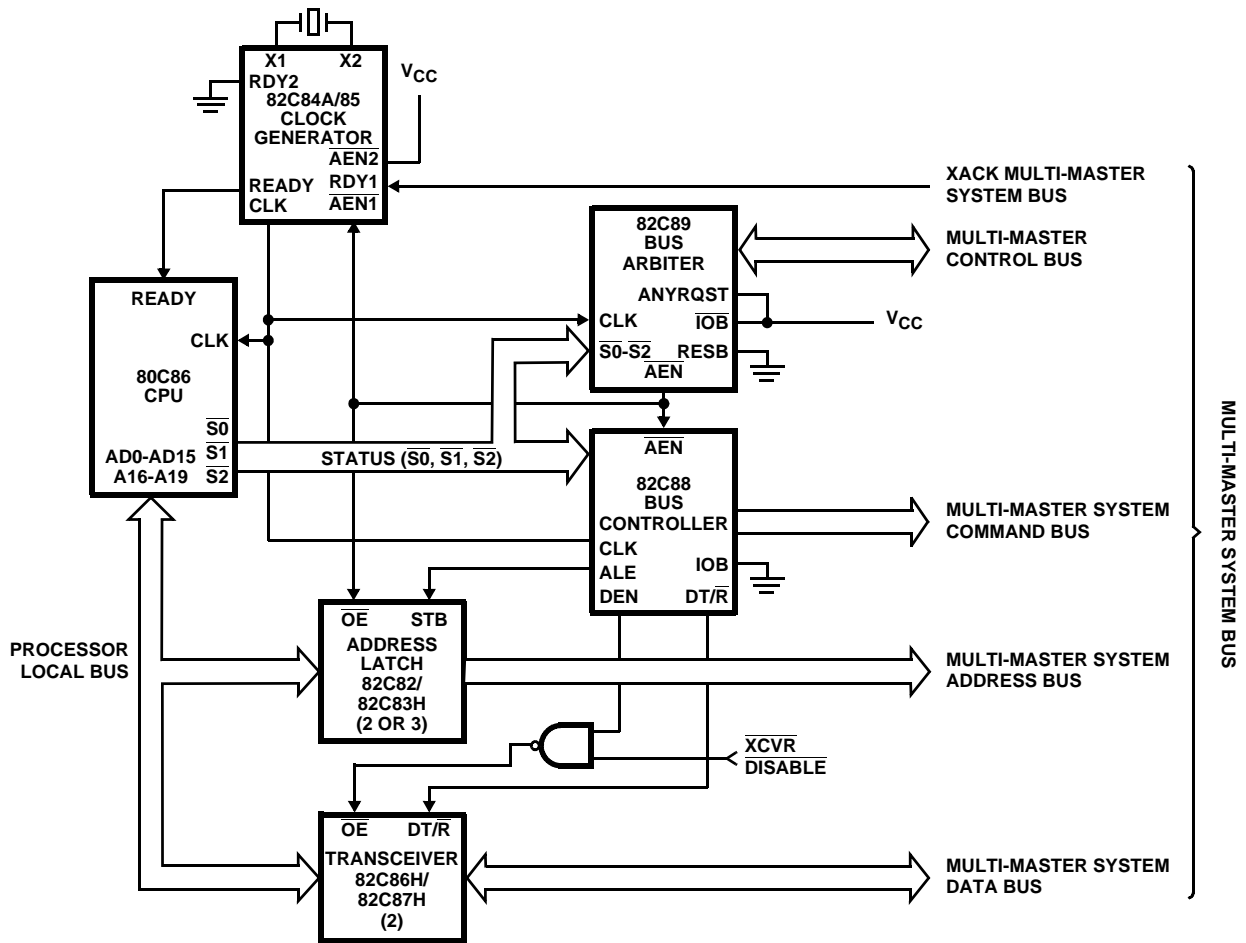 X1 X2
RDY2
82C84A/85
CLOCK
GENERATOR
AEN2
RDY1
AEN1
READY
CLK
VCC
XACK MULTI-MASTER
SYSTEM BUS
82C89
BUS
ARBITER
ANYRQST
CLK
IOB
S0-S2
RESB
AEN
VCC
MULTI-MASTER
CONTROL BUS
READY
CLK
80C86
CPU
S0
AD0-AD15
S1
A16-A19
S2
STATUS (S0, S1, S2)
AEN
82C88
BUS
CONTROLLER
CLK
ALE
IOB
DEN
DT/R
MULTI-MASTER SYSTEM
COMMAND BUS
MULTI-MASTER SYSTEM BUS
PROCESSOR
LOCAL BUS
OE STB
ADDRESS
LATCH
82C82/
82C83H
(2 OR 3)
MULTI-MASTER SYSTEM
ADDRESS BUS
XCVR
DISABLE
OE DT/R
TRANSCEIVER
82C86H/
82C87H
(2)
MULTI-MASTER SYSTEM
DATA BUS